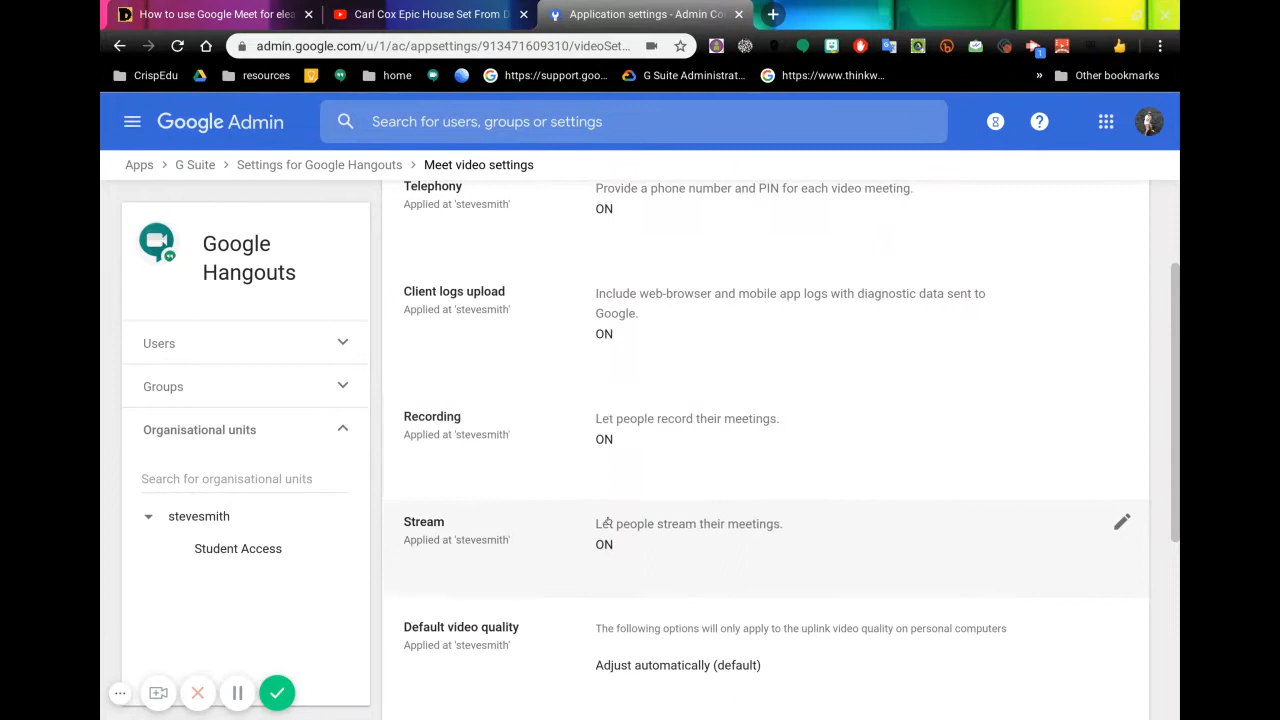 How to use Google Meet for elea
Carl Cox Epic House Set From D
Application settings - Admin Co
admin.google.com/u/1/ac/appsettings/913471609310/videoSet...
CrispEdu
resources
home
https://support.goo...
G Suite Administrat...
https://www.thinkw...
»
Other bookmarks
Google Admin
Search for users, groups or settings
Apps > G Suite > Settings for Google Hangouts > Meet video settings
Google
Hangouts
Users
Groups
Organisational units
Search for organisational units
stevesmith
Student Access
Telephony
Applied at 'stevesmith'
Provide a phone number and PIN for each video meeting.
ON
Client logs upload
Applied at 'stevesmith'
Include web-browser and mobile app logs with diagnostic data sent to
Google.
ON
Recording
Applied at 'stevesmith'
Let people record their meetings.
ON
Stream
Applied at 'stevesmith'
Let people stream their meetings.
ON
Default video quality
Applied at 'stevesmith'
The following options will only apply to the uplink video quality on personal computers
Adjust automatically (default)